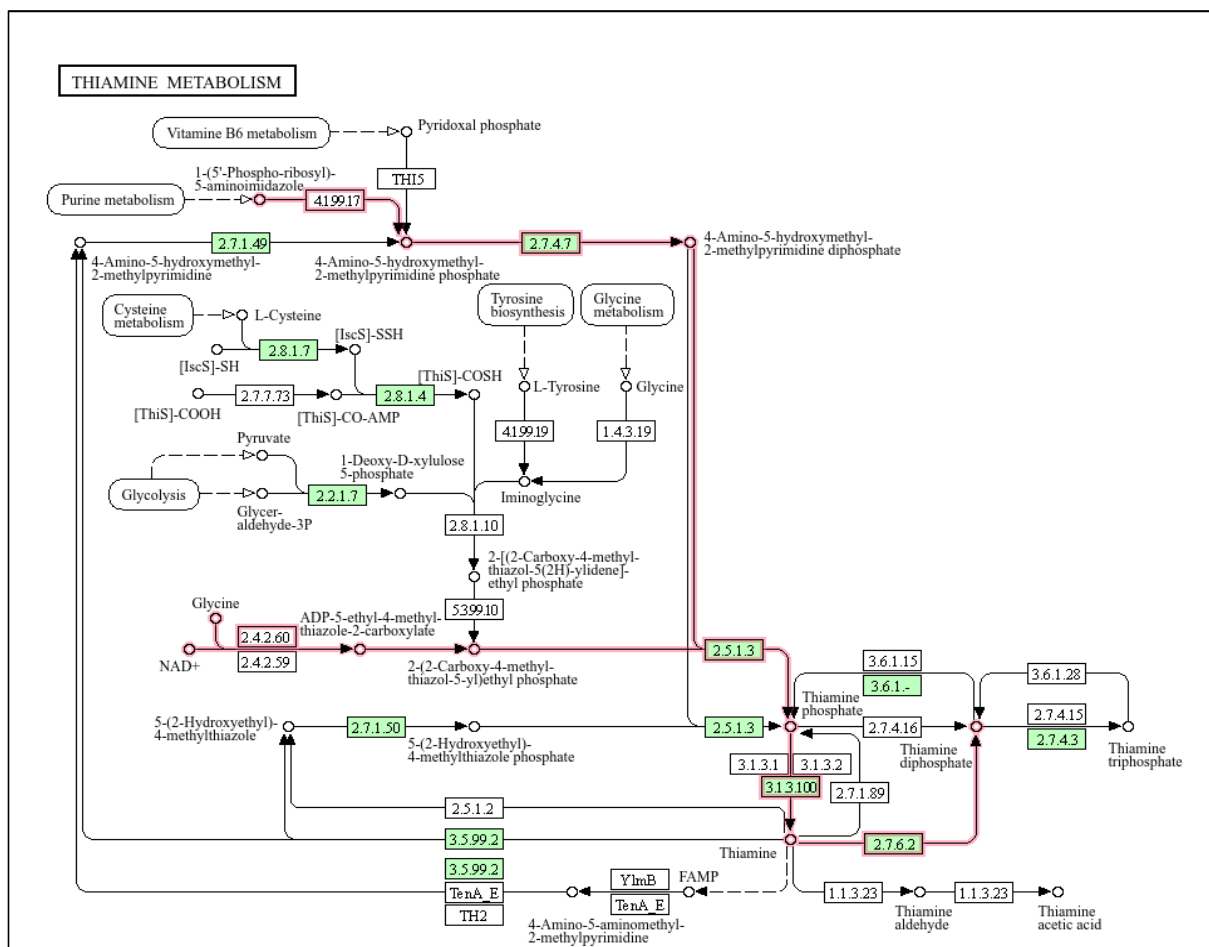 THIAMINE METABOLISM
Vitamine B6 metabolism
Pyridoxal phosphate
1-(5'-Phospho-ribosyl)-
5-aminoimidazole
THI5
Purine metabolism
4.1.99.17
2.7.1.49
2.7.4.7
4-Amino-5-hydroxymethyl-
2-methylpyrimidine diphosphate
4-Amino-5-hydroxymethyl-
2-methylpyrimidine
4-Amino-5-hydroxymethyl-
2-methylpyrimidine phosphate
Cysteine
metabolism
L-Cysteine
Tyrosine
biosynthesis
Glycine
metabolism
[IscS]-SSH
2.8.1.7
[IscS]-SH
[ThiS]-COSH
2.7.7.73
2.8.1.4
L-Tyrosine
Glycine
[ThiS]-COOH
[ThiS]-CO-AMP
4.1.99.19
1.4.3.19
Pyruvate
1-Deoxy-D-xylulose
5-phosphate
Glycolysis
2.2.1.7
Iminoglycine
Glycer-
aldehyde-3P
2.8.1.10
2-[(2-Carboxy-4-methyl-
thiazol-5(2H)-ylidene]-
ethyl phosphate
5.3.99.10
Glycine
ADP-5-ethyl-4-methyl-
thiazole-2-carboxylate
2.4.2.60
2.4.2.59
NAD+
2.5.1.3
2-(2-Carboxy-4-methyl-
thiazol-5-yl)ethyl phosphate
3.6.1.15
3.6.1.-
3.6.1.28
Thiamine
phosphate
5-(2-Hydroxyethyl)-
4-methylthiazole
2.7.1.50
2.5.1.3
2.7.4.16
2.7.4.15
2.7.4.3
5-(2-Hydroxyethyl)-
4-methylthiazole phosphate
Thiamine
diphosphate
Thiamine
triphosphate
3.1.3.1
3.1.3.2
3.1.3.100
2.7.1.89
2.5.1.2
3.5.99.2
Thiamine
2.7.6.2
3.5.99.2
TenA_E
TH2
YlmB
TenA_E
FAMP
4-Amino-5-aminomethyl-
2-methylpyrimidine
1.1.3.23
1.1.3.23
Thiamine
aldehyde
Thiamine
acetic acid